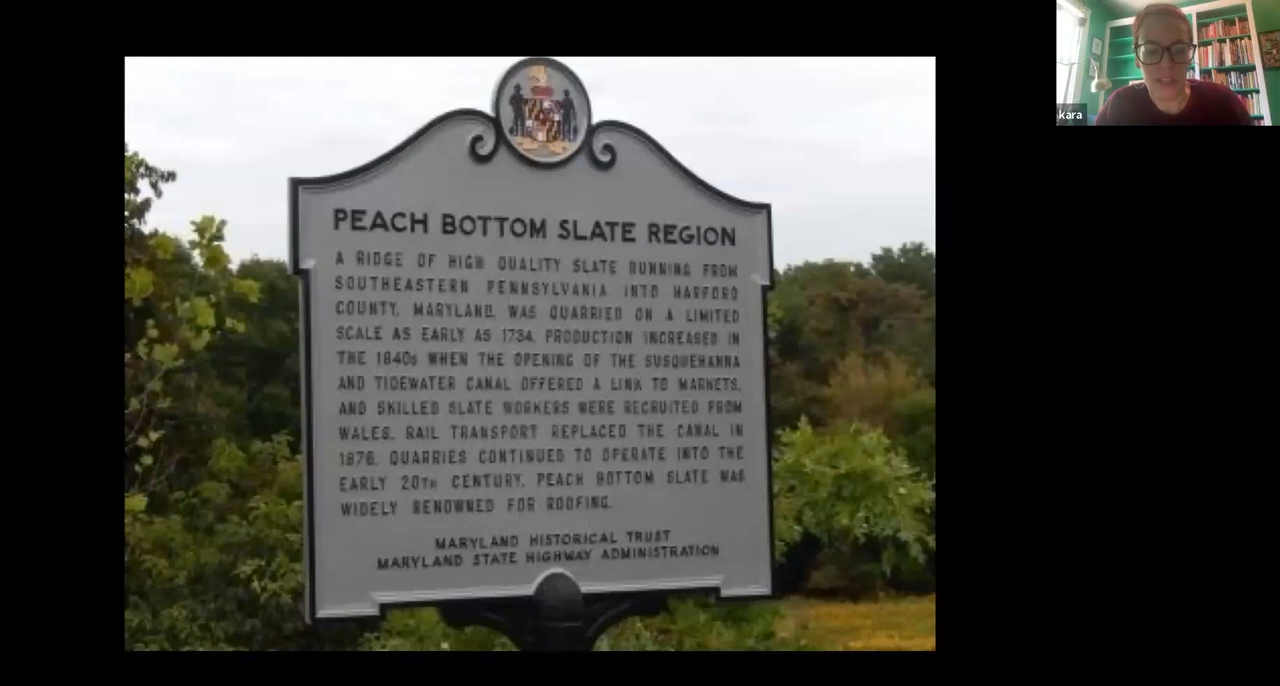 PEACH BOTTOM SLATE REGION
A RIDGE OF HIGH QUALITY SLATE RUNNING FROM
SOUTHEASTERN PENNSYLVANIA INTO HARFORD
COUNTY, MARYLAND, WAS QUARRIED ON A LIMITED
SCALE AS EARLY AS 1734. PRODUCTION INCREASED IN
THE 1840s WHEN THE OPENING OF THE SUSQUEHANNA
AND TIDEWATER CANAL OFFERED A LINK TO MARKETS,
AND SKILLED SLATE WORKERS WERE RECRUITED FROM
WALES. RAIL TRANSPORT REPLACED THE CANAL IN
1876. QUARRIES CONTINUED TO OPERATE INTO THE
EARLY 20TH CENTURY. PEACH BOTTOM SLATE WAS
WIDELY RENOWNED FOR ROOFING.
MARYLAND HISTORICAL TRUST
MARYLAND STATE HIGHWAY ADMINISTRATION
kara